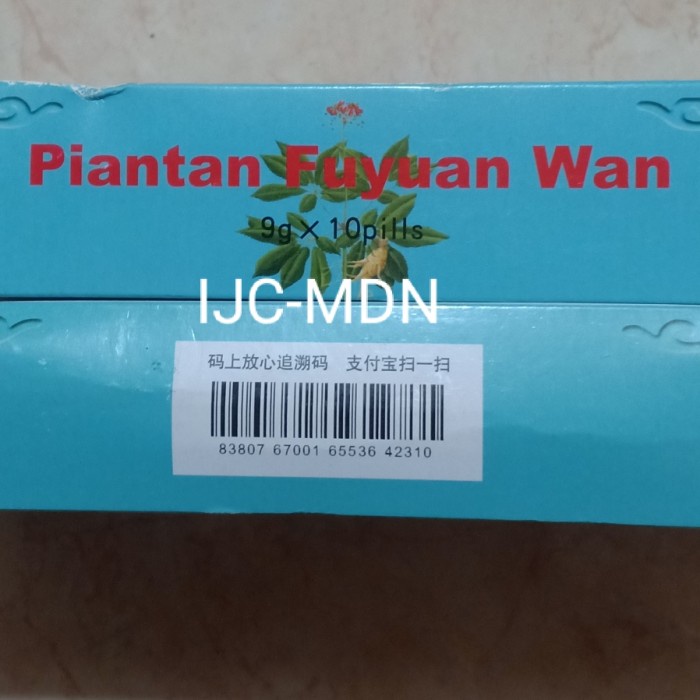 Piantan Fuyuan Wan
9g×10pills
IJC-MDN
码上放心追溯码 支付宝扫一扫
83807 67001 65536 42310